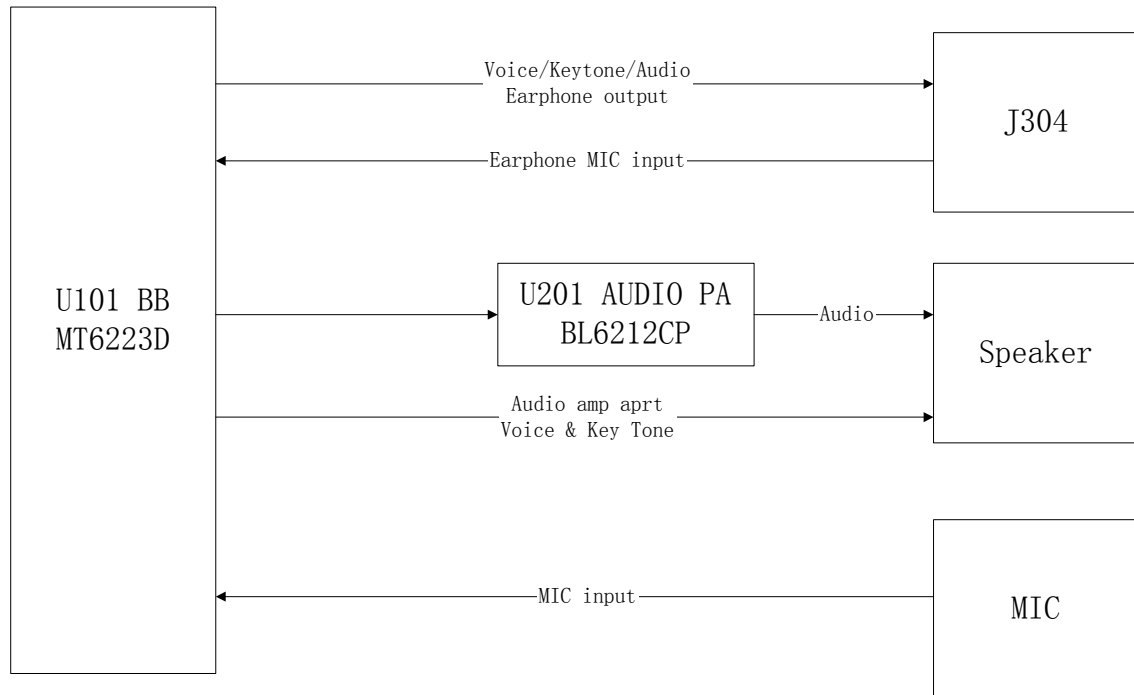 Voice/Keytone/Audio
Earphone output
J304
Earphone MIC input
U101 BB
MT6223D
U201 AUDIO PA
BL6212CP
Audio
Speaker
Audio amp aprt
Voice & Key Tone
MIC input
MIC